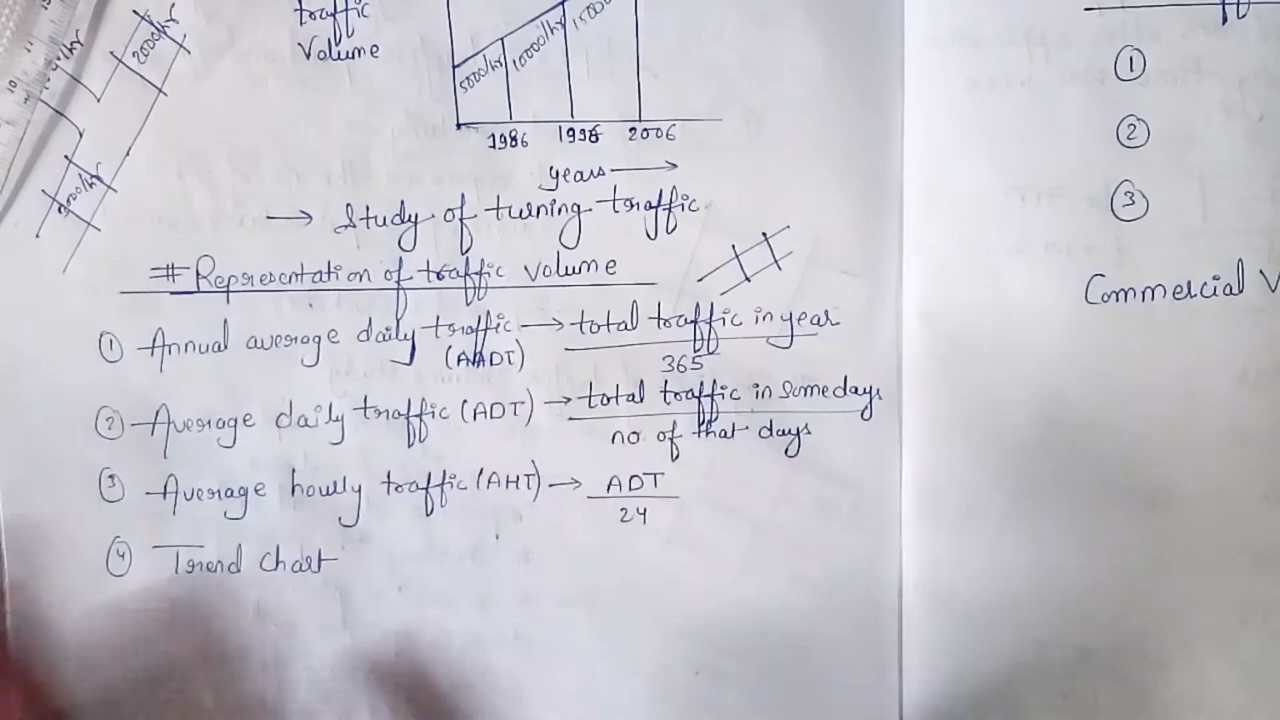 traffic
Volume
2000/hr
5000/hr
10000/hr
1986 1996 2006
years →
→ Study of turning traffic
# Representation of traffic volume
① Annual average daily traffic → total traffic in year
(AADT) 365
② Average daily traffic (ADT) → total traffic in some days
no. of that days
③ Average hourly traffic (AHT) → ADT
24
④ Trend chart
①
②
③
Commercial V